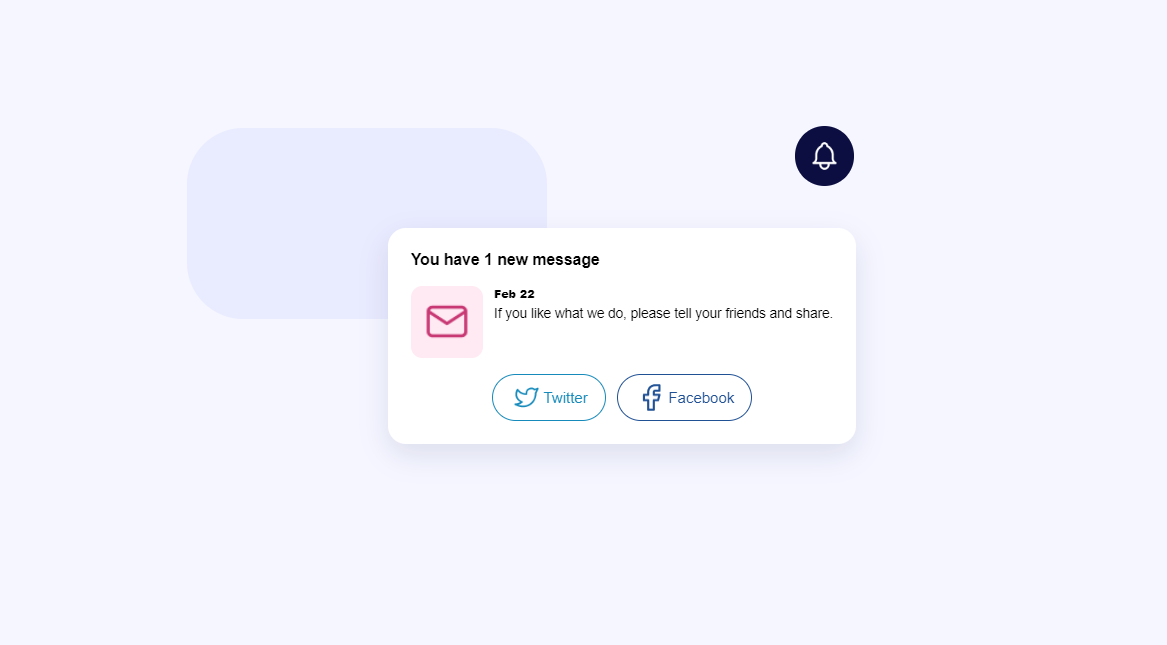 You have 1 new message
Feb 22
If you like what we do, please tell your friends and share.
Twitter
Facebook